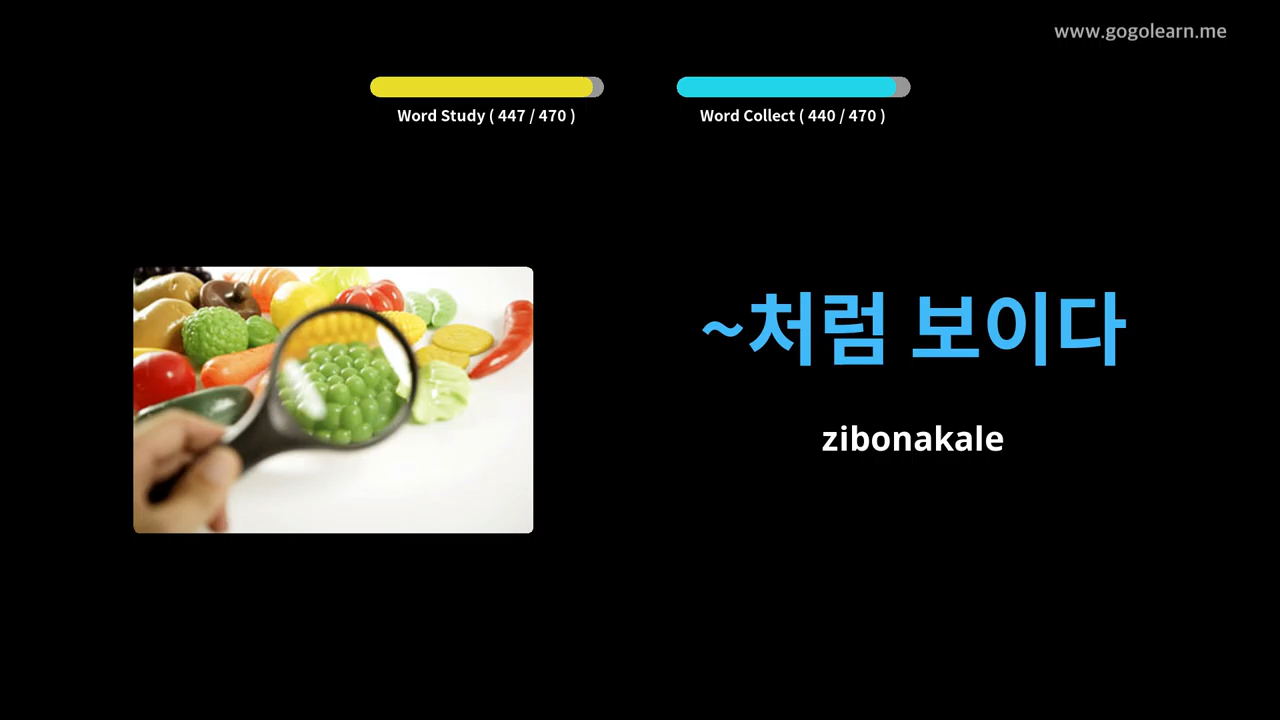 www.gogolearn.me
Word Study ( 447 / 470 )
Word Collect ( 440 / 470 )
~처럼 보이다
zibonakale